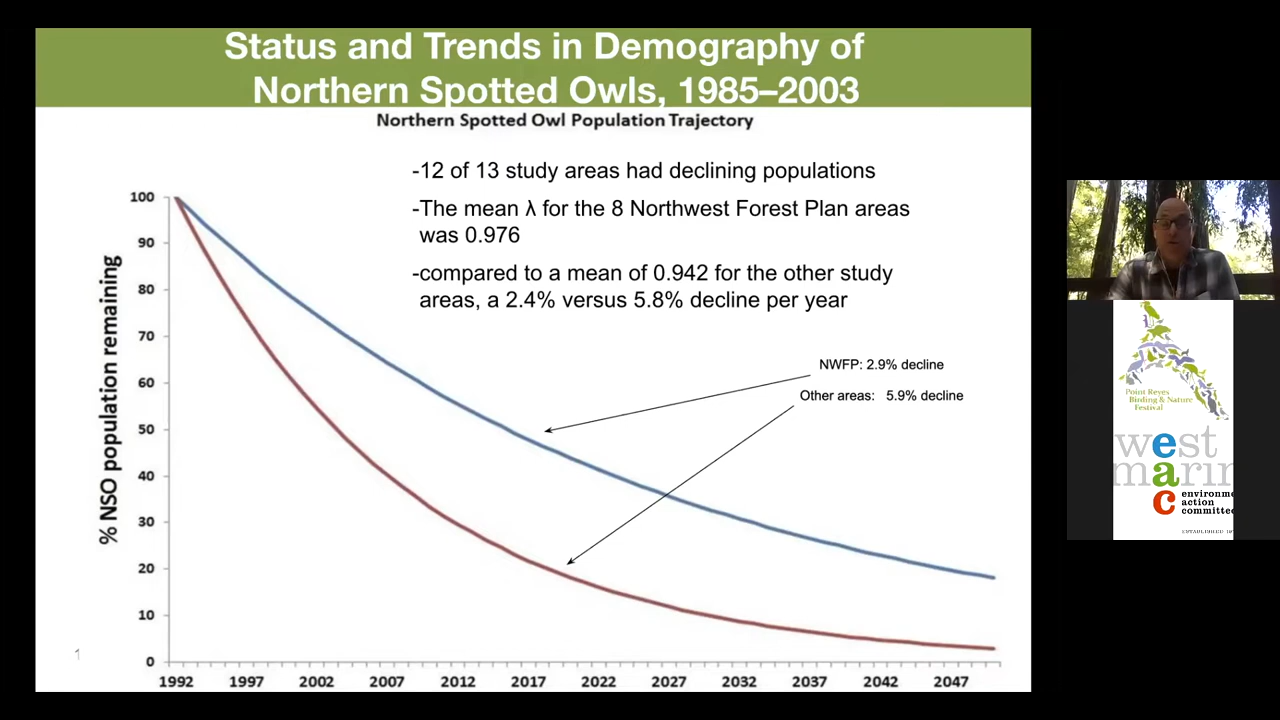 Status and Trends in Demography of
Northern Spotted Owls, 1985–2003
Northern Spotted Owl Population Trajectory
-12 of 13 study areas had declining populations
-The mean λ for the 8 Northwest Forest Plan areas
was 0.976
-compared to a mean of 0.942 for the other study
areas, a 2.4% versus 5.8% decline per year
NWFP: 2.9% decline
Other areas: 5.9% decline
% NSO population remaining
100
90
80
70
60
50
40
30
20
10
0
1992 1997 2002 2007 2012 2017 2022 2027 2032 2037 2042 2047
1
Point Reyes
Birding & Nature
Festival
west
marin
eac
environme
action
committee
ESTABLISHED